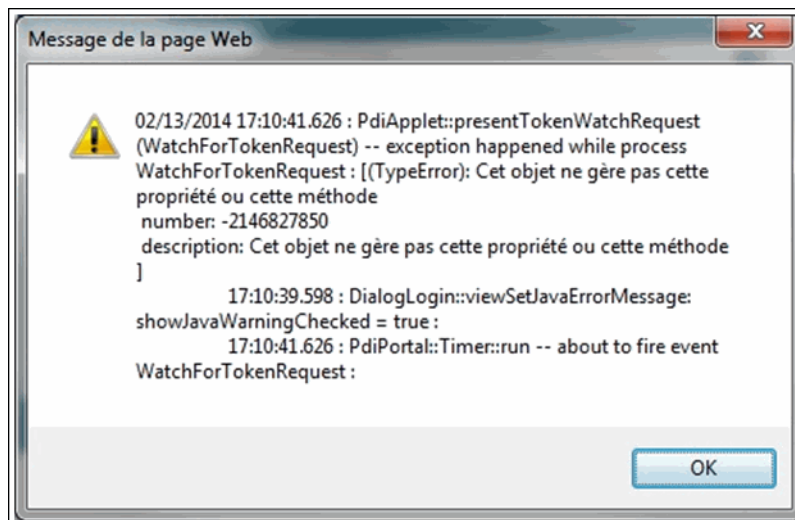 Message de la page Web
02/13/2014 17:10:41.626 : PdiApplet::presentTokenWatchRequest
(WatchForTokenRequest) -- exception happened while process
WatchForTokenRequest : [(TypeError): Cet objet ne gère pas cette
propriété ou cette méthode
number: -2146827850
description: Cet objet ne gère pas cette propriété ou cette méthode
]
17:10:39.598 : DialogLogin::viewSetJavaErrorMessage:
showJavaWarningChecked = true :
17:10:41.626 : PdiPortal::Timer::run -- about to fire event
WatchForTokenRequest :
OK